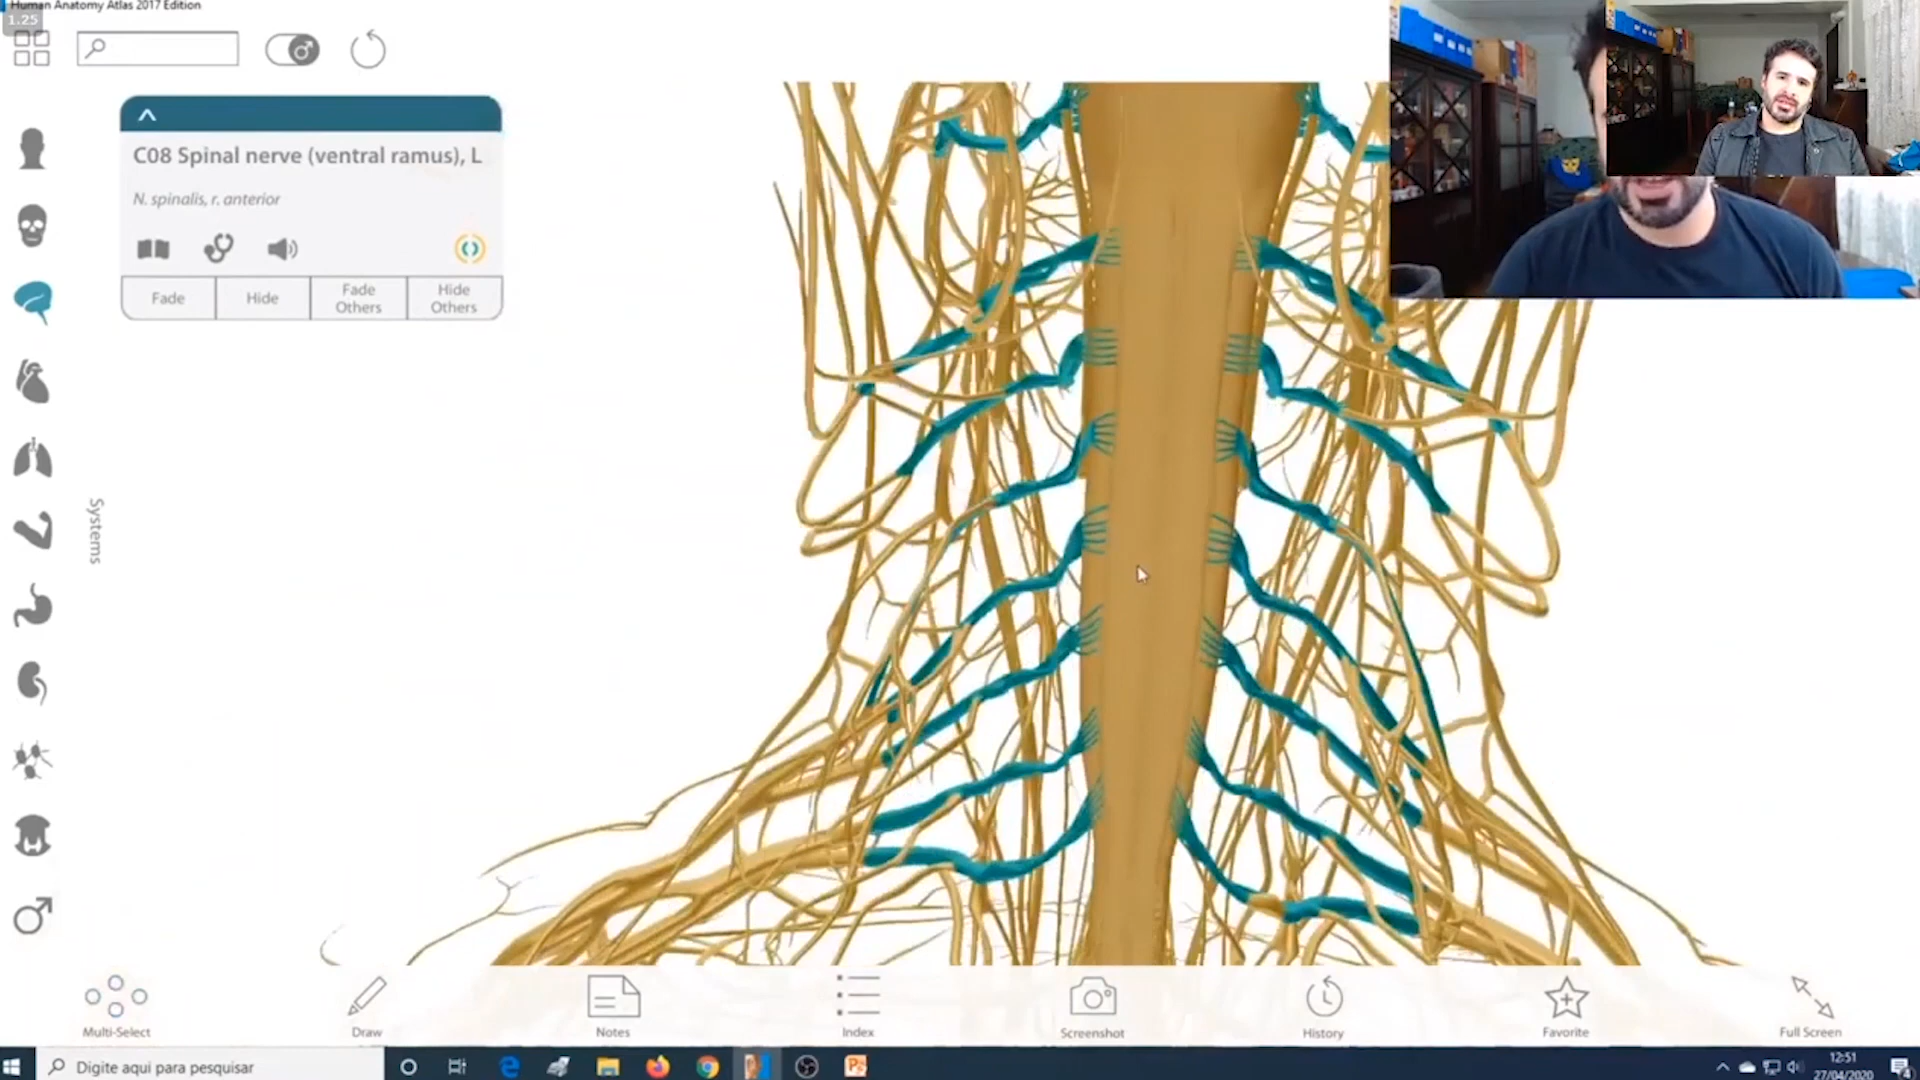 Human Anatomy Atlas 2017 Edition
1.25
C08 Spinal nerve (ventral ramus), L
N. spinalis, r. anterior
Fade
Hide
Fade Others
Hide Others
Systems
Multi-Select
Draw
Notes
Index
Screenshot
History
Favorite
Full Screen
Digite aqui para pesquisar
12:51
27/04/2020
4